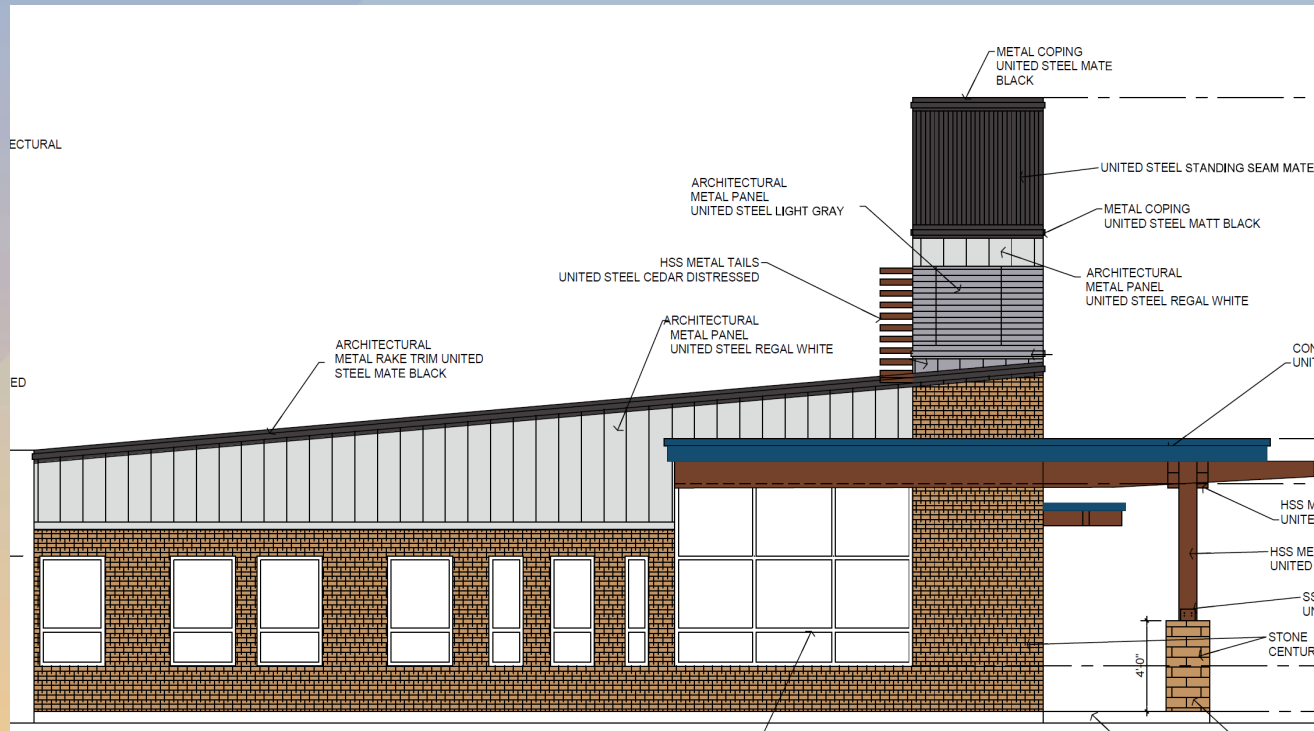 METAL COPING
UNITED STEEL MATE
BLACK
ECTURAL
UNITED STEEL STANDING SEAM MATE
ARCHITECTURAL
METAL PANEL
UNITED STEEL LIGHT GRAY
METAL COPING
UNITED STEEL MATT BLACK
HSS METAL TAILS
UNITED STEEL CEDAR DISTRESSED
ARCHITECTURAL
METAL PANEL
UNITED STEEL REGAL WHITE
ARCHITECTURAL
METAL PANEL
UNITED STEEL REGAL WHITE
ARCHITECTURAL
METAL RAKE TRIM UNITED
STEEL MATE BLACK
CON
UNIT
ED
HSS M
UNITE
HSS ME
UNITED
SS
UN
STONE
CENTUR
4'-0"